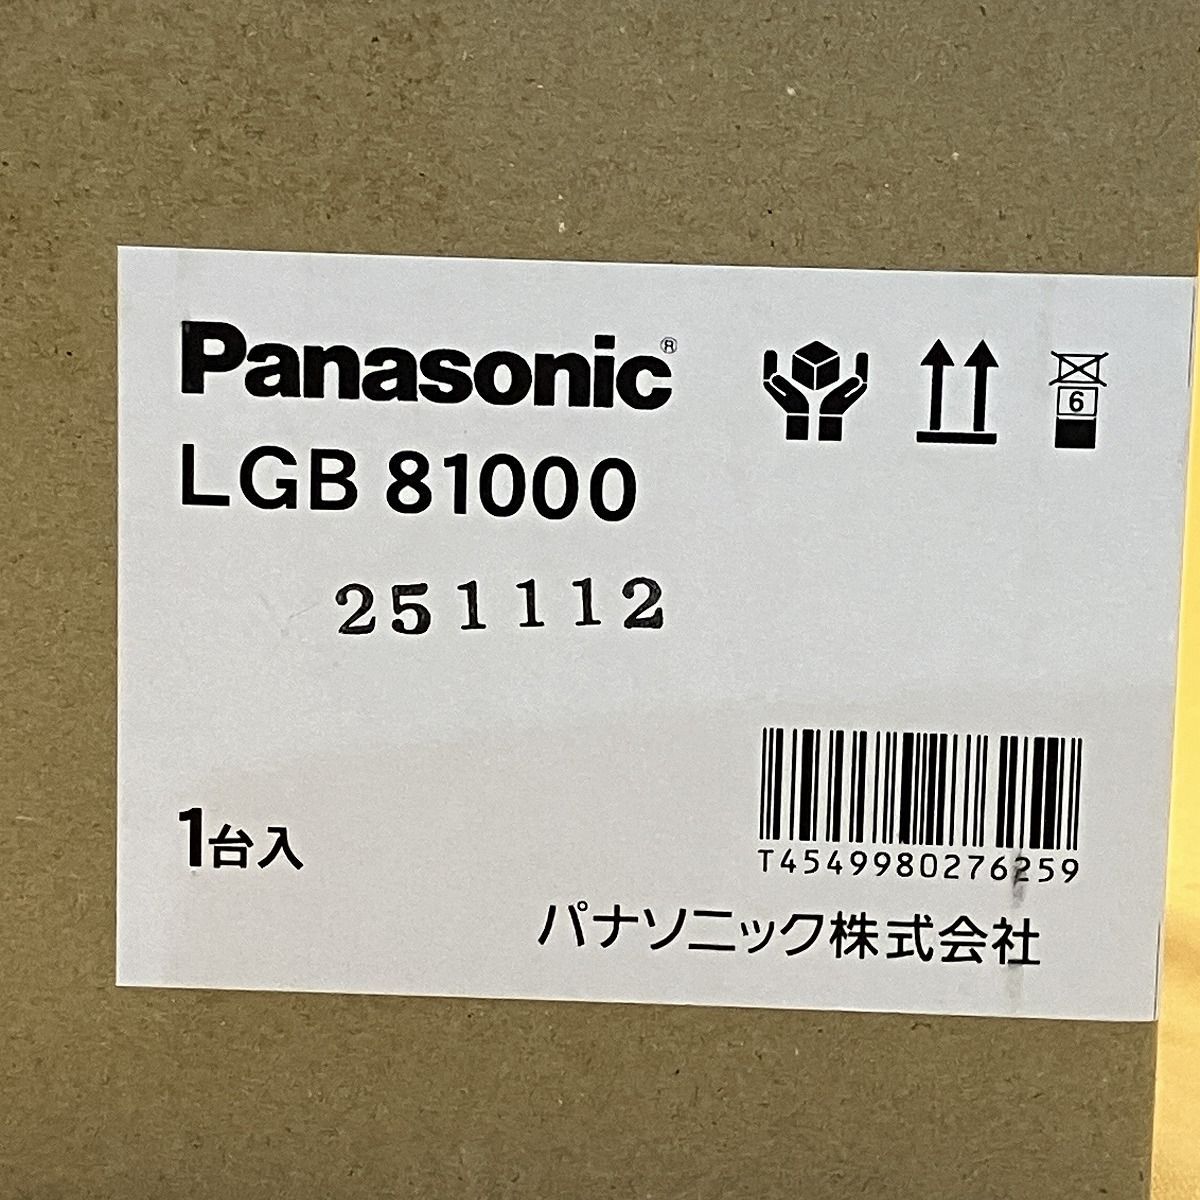 Panasonic®
LGB 81000
6
251112
1台入
T4549980276259
パナソニック株式会社